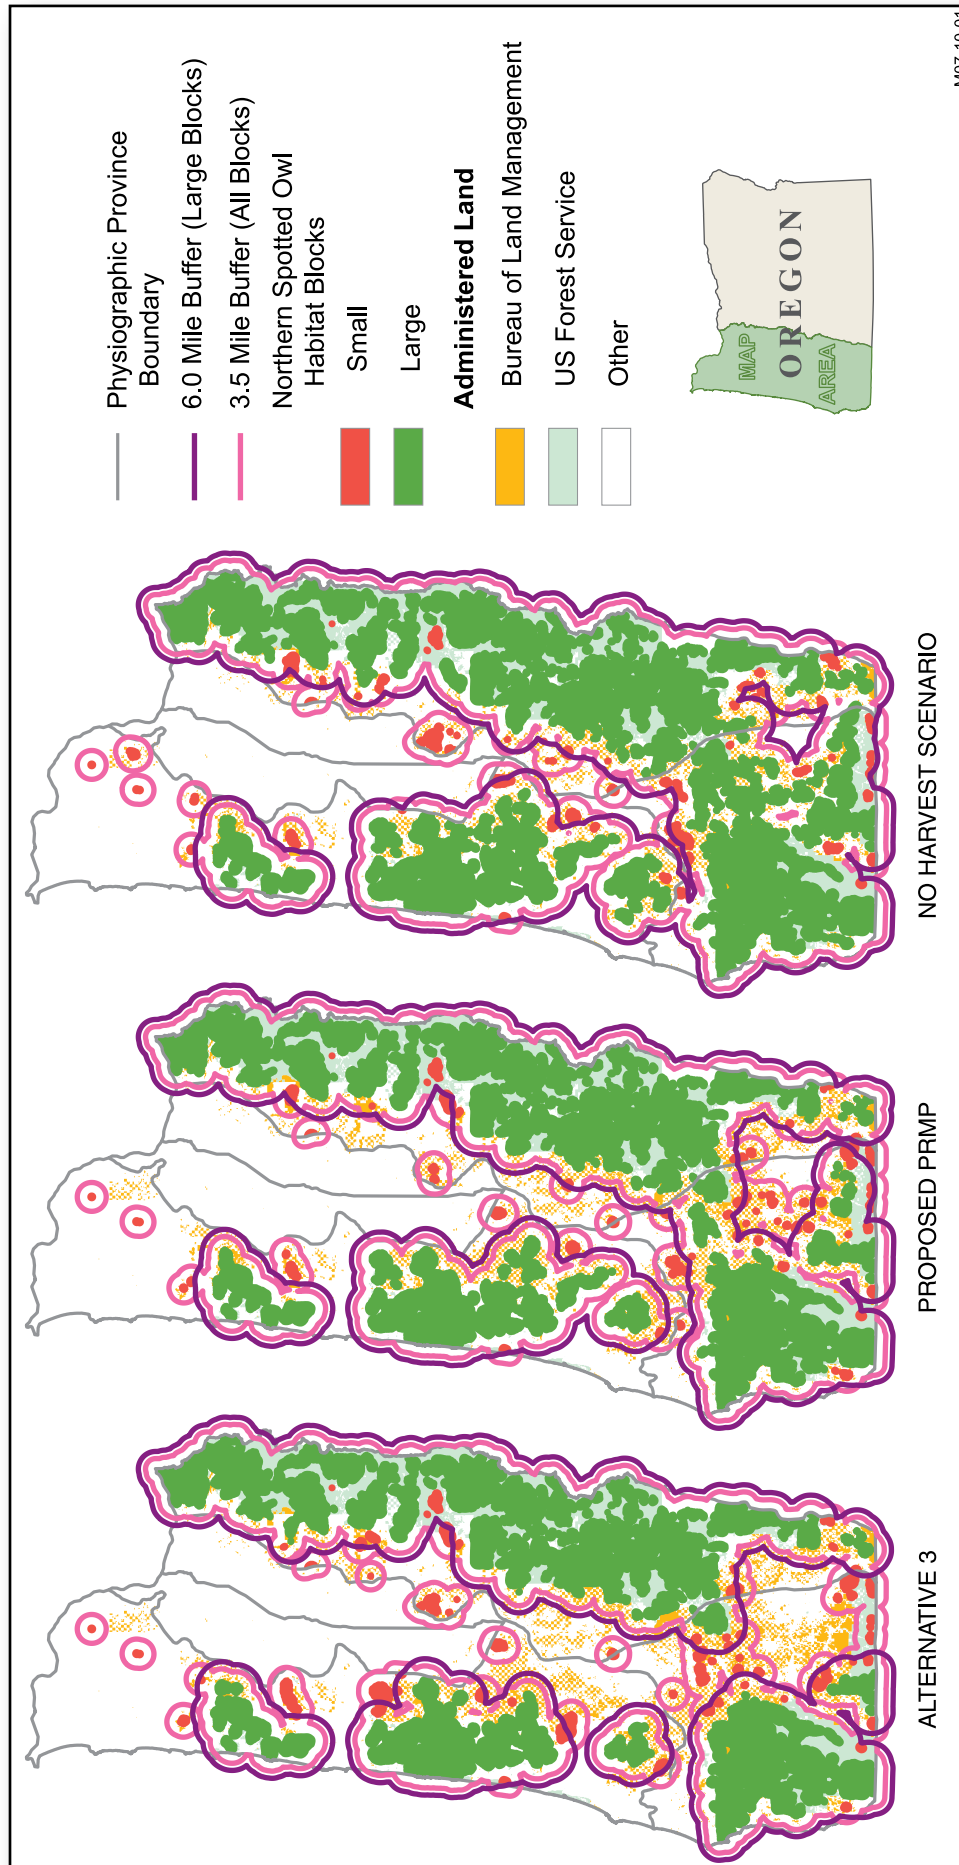 ALTERNATIVE 3
PROPOSED PRMP
NO HARVEST SCENARIO
Physiographic Province
Boundary
6.0 Mile Buffer (Large Blocks)
3.5 Mile Buffer (All Blocks)
Northern Spotted Owl
Habitat Blocks
Small
Large
Administered Land
Bureau of Land Management
US Forest Service
Other
MAP
AREA
OREGON